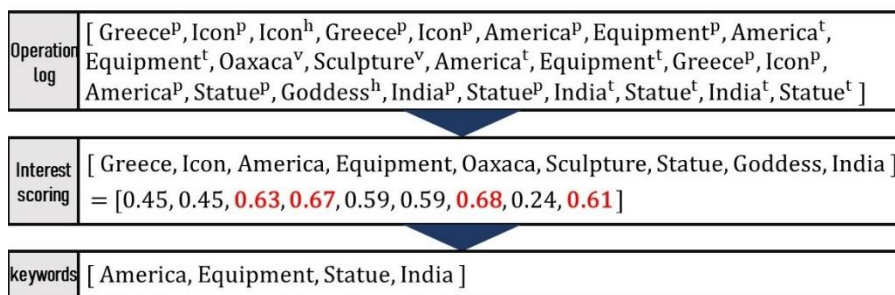 Operation log
[ Greeceᵖ, Iconᵖ, Iconʰ, Greeceᵖ, Iconᵖ, Americaᵖ, Equipmentᵖ, Americaᵗ,
Equipmentᵗ, Oaxacaᵛ, Sculptureᵛ, Americaᵗ, Equipmentᵗ, Greeceᵖ, Iconᵖ,
Americaᵖ, Statueᵖ, Goddessʰ, Indiaᵖ, Statueᵖ, Indiaᵗ, Statueᵗ, Indiaᵗ, Statueᵗ ]
Interest scoring
[ Greece, Icon, America, Equipment, Oaxaca, Sculpture, Statue, Goddess, India ]
= [0.45, 0.45, 0.63, 0.67, 0.59, 0.59, 0.68, 0.24, 0.61 ]
keywords
[ America, Equipment, Statue, India ]